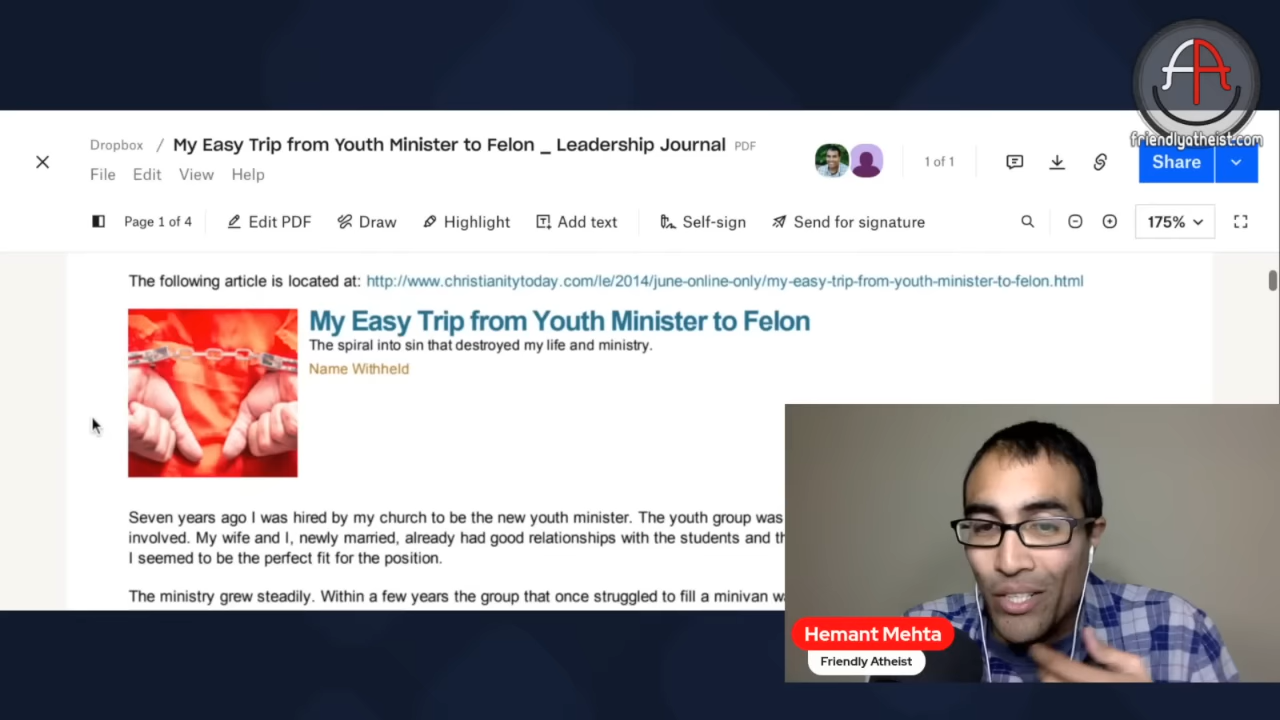 AA
friendlyatheist.com
Dropbox / My Easy Trip from Youth Minister to Felon _ Leadership Journal PDF
1 of 1
Share
File Edit View Help
Page 1 of 4
Edit PDF
Draw
Highlight
Add text
Self-sign
Send for signature
175%
The following article is located at: http://www.christianitytoday.com/le/2014/june-online-only/my-easy-trip-from-youth-minister-to-felon.html
My Easy Trip from Youth Minister to Felon
The spiral into sin that destroyed my life and ministry.
Name Withheld
Seven years ago I was hired by my church to be the new youth minister. The youth group was
involved. My wife and I, newly married, already had good relationships with the students and th
I seemed to be the perfect fit for the position.
The ministry grew steadily. Within a few years the group that once struggled to fill a minivan w
Hemant Mehta
Friendly Atheist